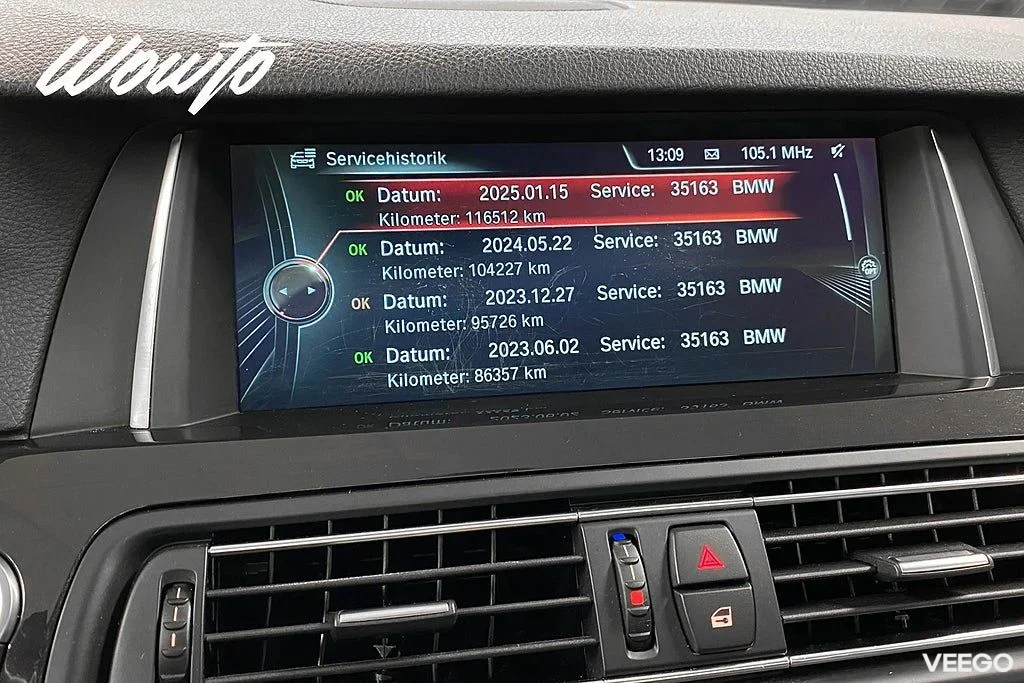 Wowto
Servicehistorik 13:09 105.1 MHz
OK Datum: 2025.01.15 Service: 35163 BMW
Kilometer: 116512 km
OK Datum: 2024.05.22 Service: 35163 BMW
Kilometer: 104227 km
OK Datum: 2023.12.27 Service: 35163 BMW
Kilometer: 95726 km
OK Datum: 2023.06.02 Service: 35163 BMW
Kilometer: 86357 km
VEEGO